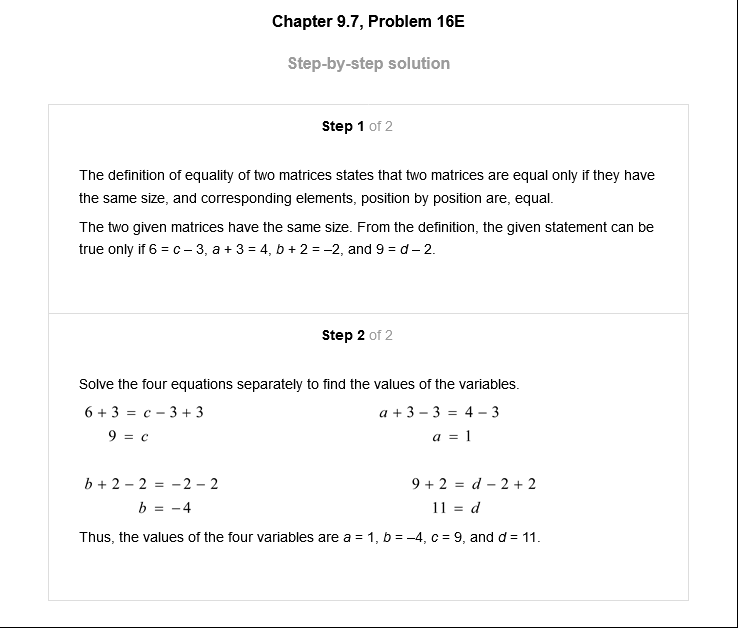 Chapter 9.7, Problem 16E
Step-by-step solution
Step 1 of 2
The definition of equality of two matrices states that two matrices are equal only if they have
the same size, and corresponding elements, position by position are, equal.
The two given matrices have the same size. From the definition, the given statement can be
true only if 6 = c – 3, a + 3 = 4, b + 2 = –2, and 9 = d – 2.
Step 2 of 2
Solve the four equations separately to find the values of the variables.
6 + 3 = c − 3 + 3
9 = c
a + 3 − 3 = 4 − 3
a = 1
b + 2 − 2 = −2 − 2
b = −4
9 + 2 = d − 2 + 2
11 = d
Thus, the values of the four variables are a = 1, b = –4, c = 9, and d = 11.